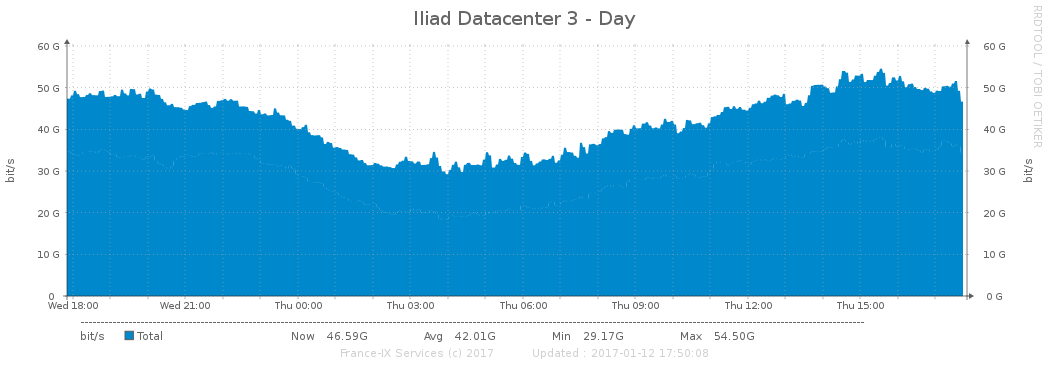 Iliad Datacenter 3 - Day
RRDTOOL / TOBI OETIKER
60 G 60 G
50 G 50 G
40 G 40 G
30 G 30 G
20 G 20 G
10 G 10 G
0 0 G
bit/s bit/s
Wed 18:00 Wed 21:00 Thu 00:00 Thu 03:00 Thu 06:00 Thu 09:00 Thu 12:00 Thu 15:00
bit/s Total Now 46.59G Avg 42.01G Min 29.17G Max 54.50G
France-IX Services (c) 2017 Updated : 2017-01-12 17:50:08